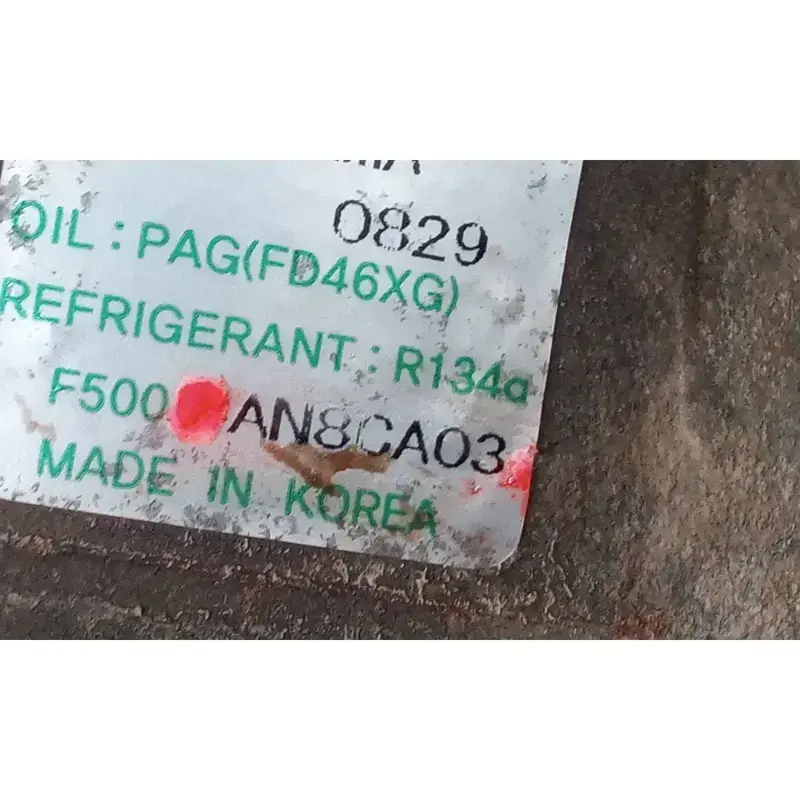 0829
OIL : PAG(FD46XG)
REFRIGERANT : R134a
F500 AN8CA03
MADE IN KOREA